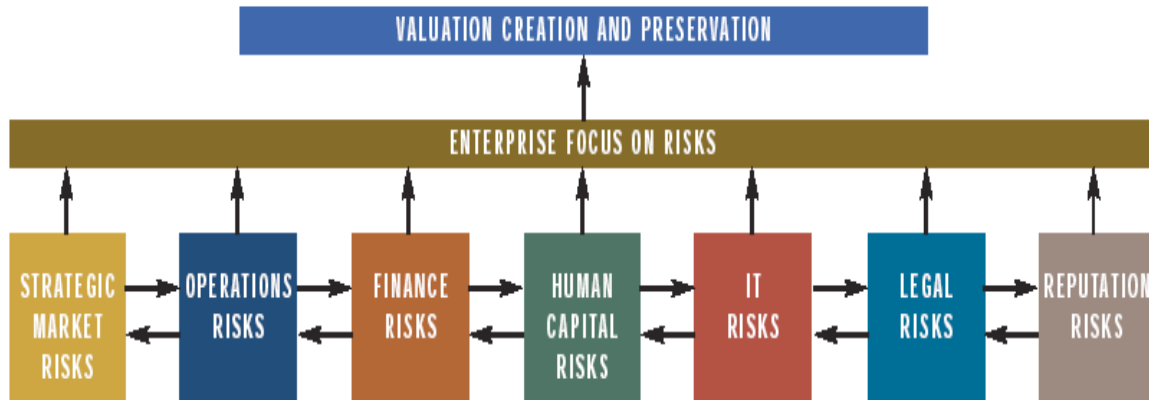 VALUATION CREATION AND PRESERVATION
ENTERPRISE FOCUS ON RISKS
STRATEGIC
MARKET
RISKS
OPERATIONS
RISKS
FINANCE
RISKS
HUMAN
CAPITAL
RISKS
IT
RISKS
LEGAL
RISKS
REPUTATION
RISKS